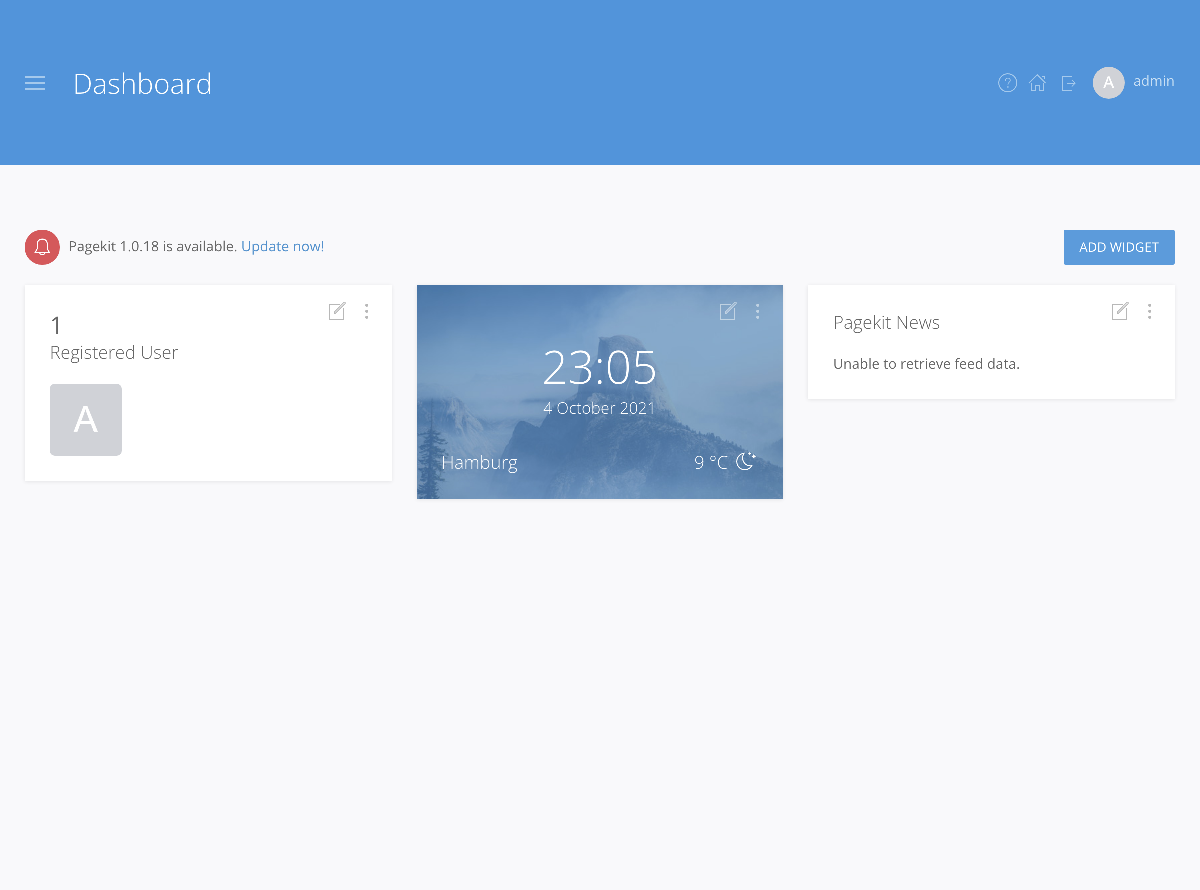 Dashboard
admin
A
Pagekit 1.0.18 is available. Update now!
ADD WIDGET
1
Registered User
A
23:05
4 October 2021
Hamburg
9 °C
Pagekit News
Unable to retrieve feed data.